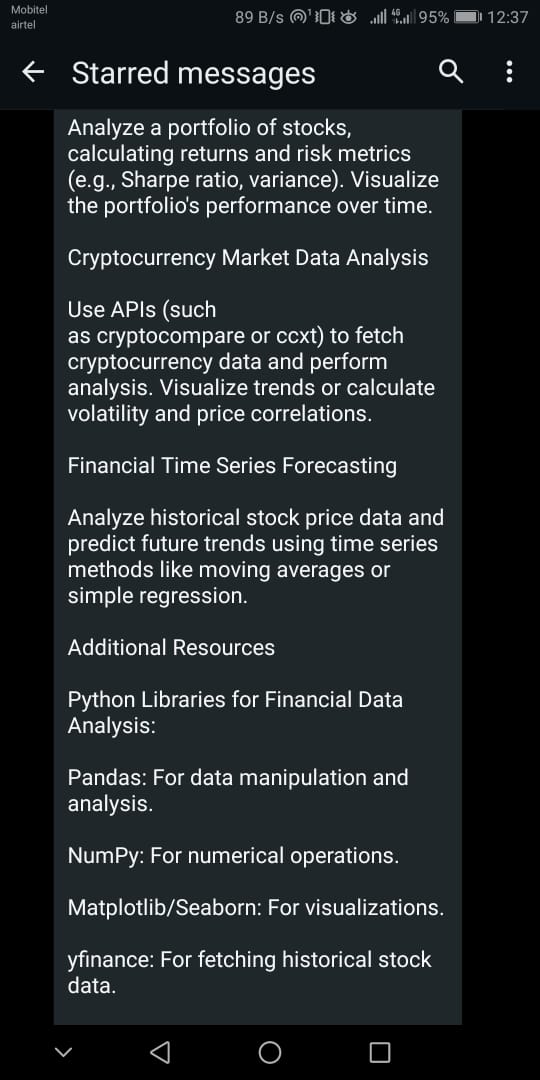 Mobitel
airtel
89 B/s 4G 95% 12:37
Starred messages
Analyze a portfolio of stocks,
calculating returns and risk metrics
(e.g., Sharpe ratio, variance). Visualize
the portfolio's performance over time.
Cryptocurrency Market Data Analysis
Use APIs (such
as cryptocompare or ccxt) to fetch
cryptocurrency data and perform
analysis. Visualize trends or calculate
volatility and price correlations.
Financial Time Series Forecasting
Analyze historical stock price data and
predict future trends using time series
methods like moving averages or
simple regression.
Additional Resources
Python Libraries for Financial Data
Analysis:
Pandas: For data manipulation and
analysis.
NumPy: For numerical operations.
Matplotlib/Seaborn: For visualizations.
yfinance: For fetching historical stock
data.